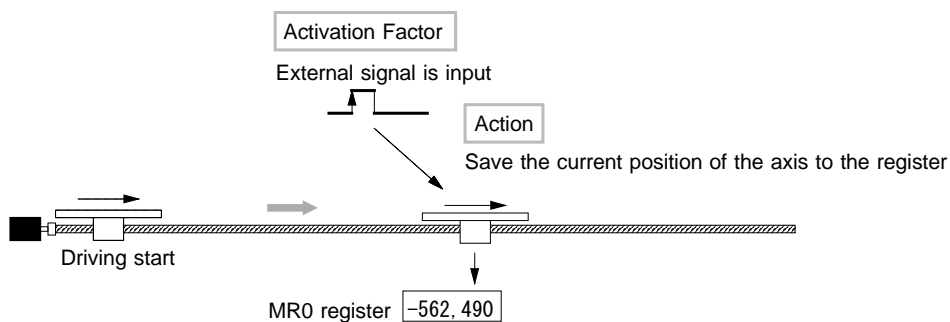 Activation Factor
External signal is input
Action
Save the current position of the axis to the register
Driving start
MR0 register -562,490